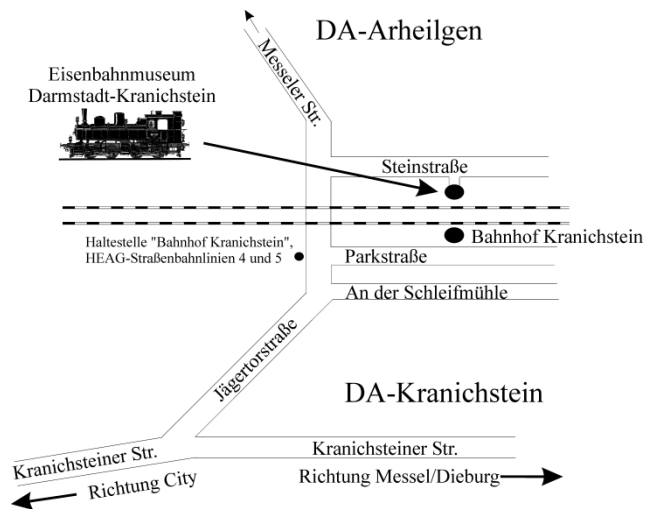 DA-Arheilgen
Messeler Str.
Eisenbahnmuseum
Darmstadt-Kranichstein
Steinstraße
Bahnhof Kranichstein
Haltestelle "Bahnhof Kranichstein",
HEAG-Straßenbahnlinien 4 und 5
Parkstraße
An der Schleifmühle
Jägertorstraße
DA-Kranichstein
Kranichsteiner Str.
Kranichsteiner Str.
Richtung City
Richtung Messel/Dieburg